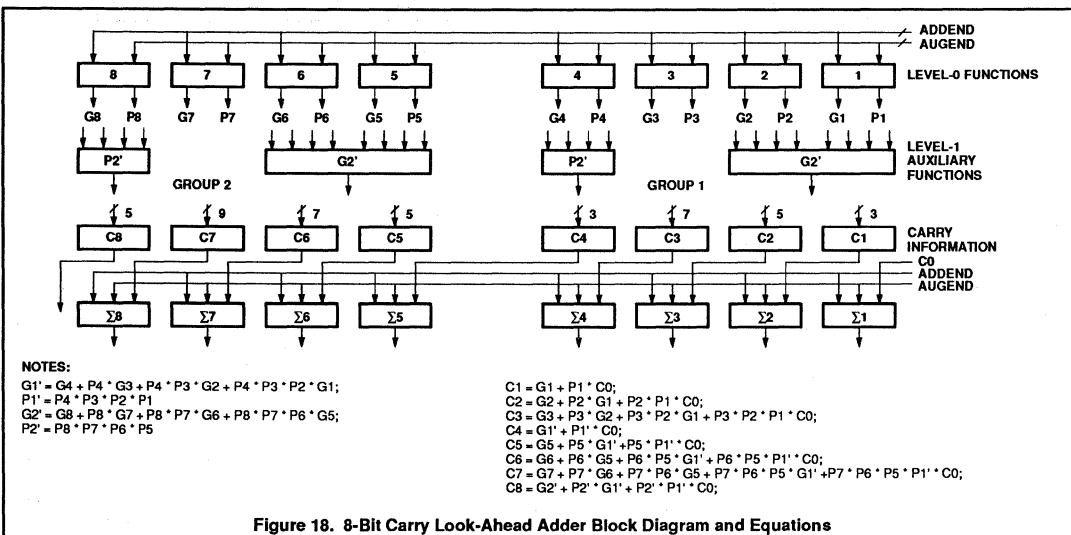 ADDEND
AUGEND
8 7 6 5 4 3 2 1 LEVEL-0 FUNCTIONS
G8 P8 G7 P7 G6 P6 G5 P5 G4 P4 G3 P3 G2 P2 G1 P1
P2' G2' P2' G2' LEVEL-1
AUXILIARY
FUNCTIONS
GROUP 2 GROUP 1
5 9 7 5 3 7 5 3
C8 C7 C6 C5 C4 C3 C2 C1 CARRY
INFORMATION
C0
ADDEND
AUGEND
Σ8 Σ7 Σ6 Σ5 Σ4 Σ3 Σ2 Σ1
NOTES:
G1' = G4 + P4 * G3 + P4 * P3 * G2 + P4 * P3 * P2 * G1;
P1' = P4 * P3 * P2 * P1
G2' = G8 + P8 * G7 + P8 * P7 * G6 + P8 * P7 * P6 * G5;
P2' = P8 * P7 * P6 * P5
C1 = G1 + P1 * C0;
C2 = G2 + P2 * G1 + P2 * P1 * C0;
C3 = G3 + P3 * G2 + P3 * P2 * G1 + P3 * P2 * P1 * C0;
C4 = G1' + P1' * C0;
C5 = G5 + P5 * G1' +P5 * P1' * C0;
C6 = G6 + P6 * G5 + P6 * P5 * G1' + P6 * P5 * P1' * C0;
C7 = G7 + P7 * G6 + P7 * P6 * G5 + P7 * P6 * P5 * G1' +P7 * P6 * P5 * P1' * C0;
C8 = G2' + P2' * G1' + P2' * P1' * C0;
Figure 18. 8-Bit Carry Look-Ahead Adder Block Diagram and Equations